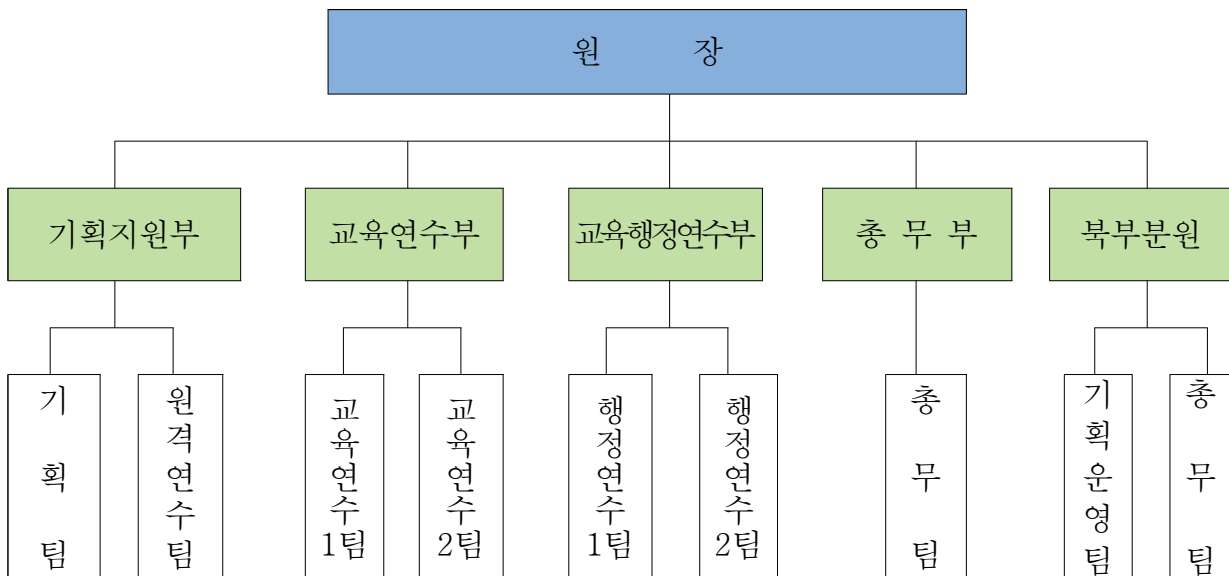 원 장
기획지원부
교육연수부
교육행정연수부
총 무 부
북부분원
기 획 팀
원격연수팀
교육연수1팀
교육연수2팀
행정연수1팀
행정연수2팀
총 무 팀
기획운영팀
총 무 팀